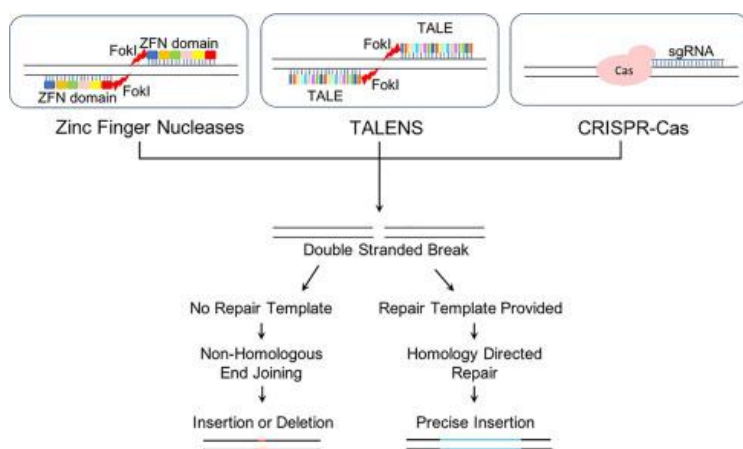 FokI
ZFN domain
ZFN domain
FokI
Zinc Finger Nucleases
FokI
TALE
TALE
FokI
TALENS
Cas
sgRNA
CRISPR-Cas
Double Stranded Break
No Repair Template
Repair Template Provided
Non-Homologous
End Joining
Homology Directed
Repair
Insertion or Deletion
Precise Insertion